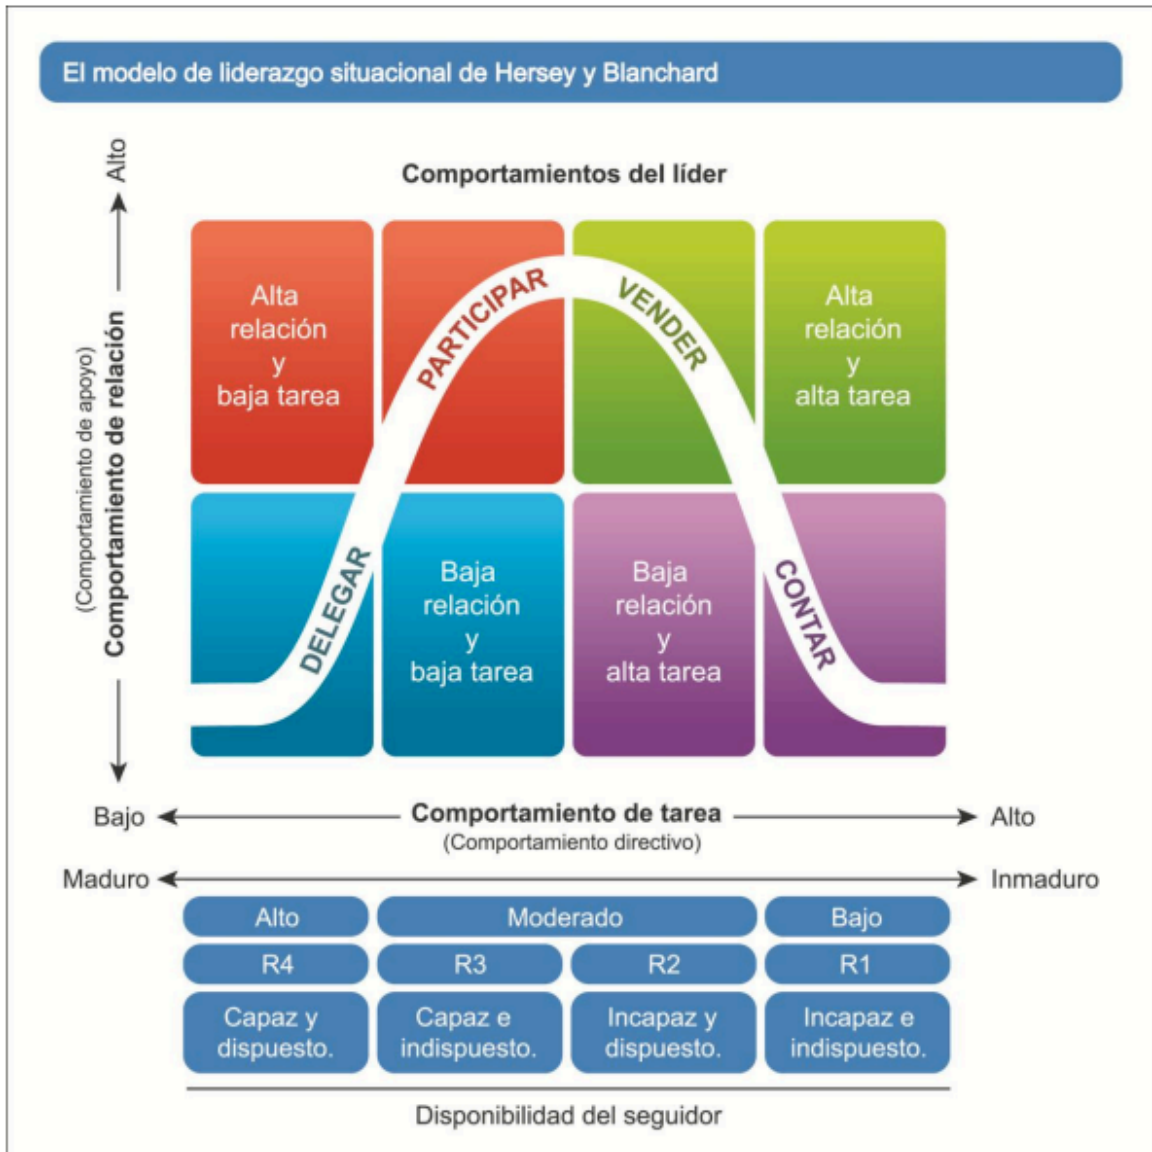 El modelo de liderazgo situacional de Hersey y Blanchard
Comportamientos del líder
Alto
Comportamiento de relación
(Comportamiento de apoyo)
Alta
relación
y
baja tarea
PARTICIPAR
VENDER
Alta
relación
y
alta tarea
DELEGAR
Baja
relación
y
baja tarea
Baja
relación
y
alta tarea
CONTAR
Bajo
Comportamiento de tarea
(Comportamiento directivo)
Alto
Maduro
Inmaduro
Alto
Moderado
Bajo
R4
R3
R2
R1
Capaz y
dispuesto.
Capaz e
indispuesto.
Incapaz y
dispuesto.
Incapaz e
indispuesto.
Disponibilidad del seguidor